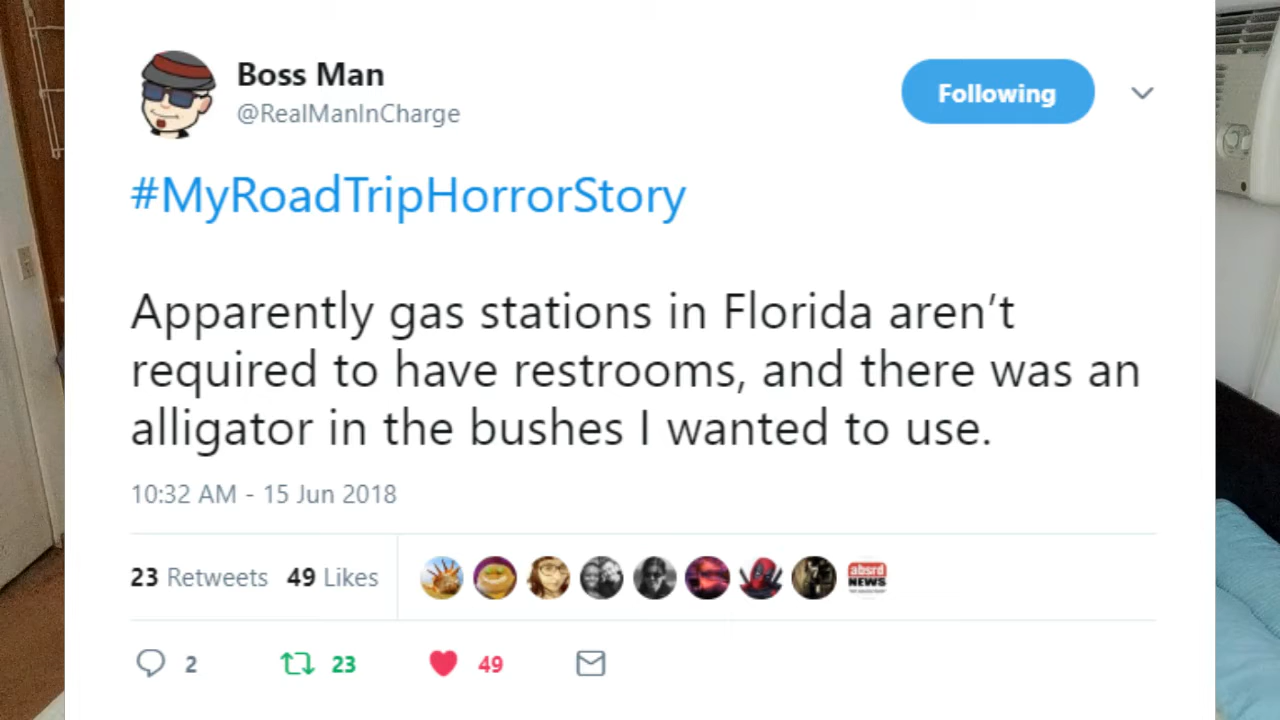 Boss Man
@RealManInCharge
Following
#MyRoadTripHorrorStory
Apparently gas stations in Florida aren’t
required to have restrooms, and there was an
alligator in the bushes I wanted to use.
10:32 AM - 15 Jun 2018
23 Retweets 49 Likes
absrd
NEWS
2 23 49